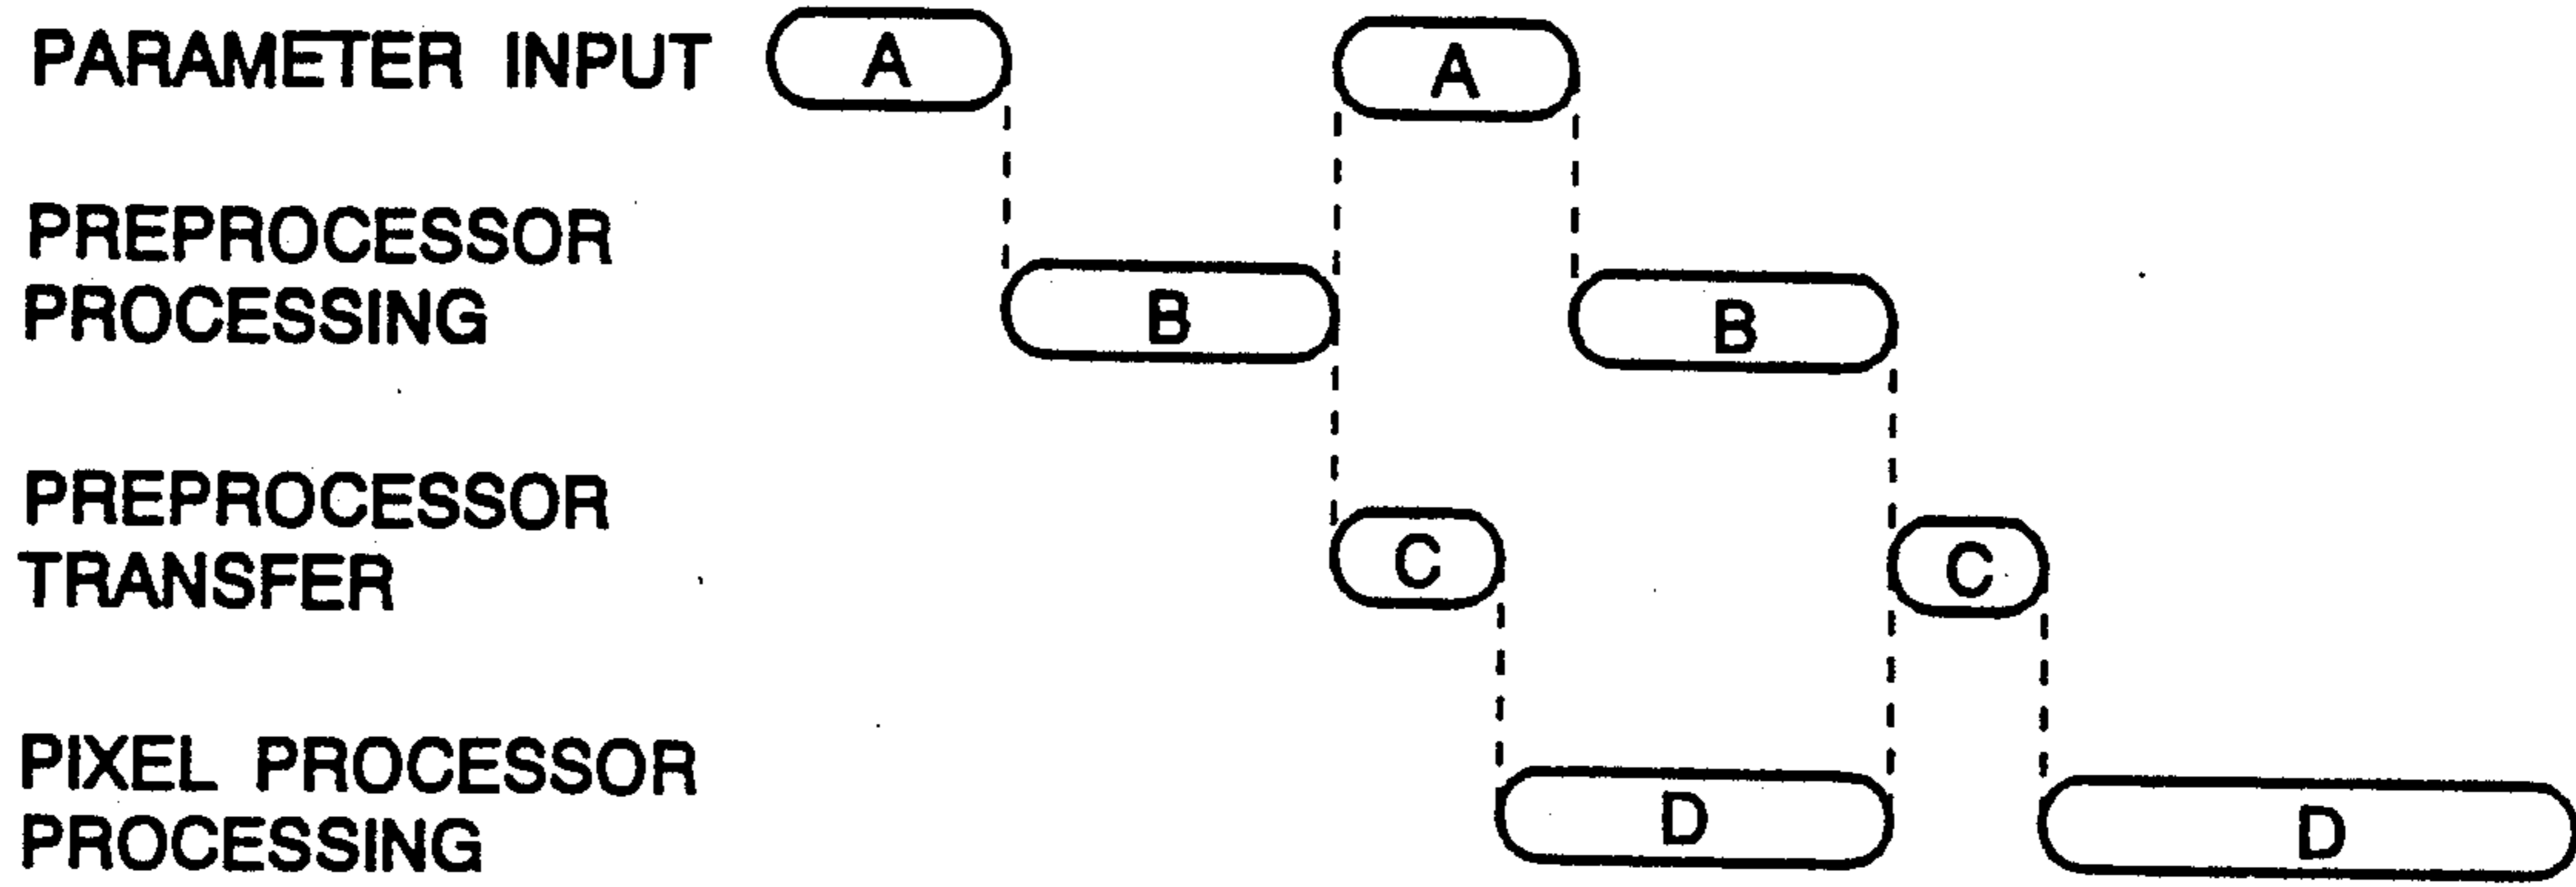 PARAMETER INPUT A A
PREPROCESSOR
PROCESSING B B
PREPROCESSOR
TRANSFER C C
PIXEL PROCESSOR
PROCESSING D D